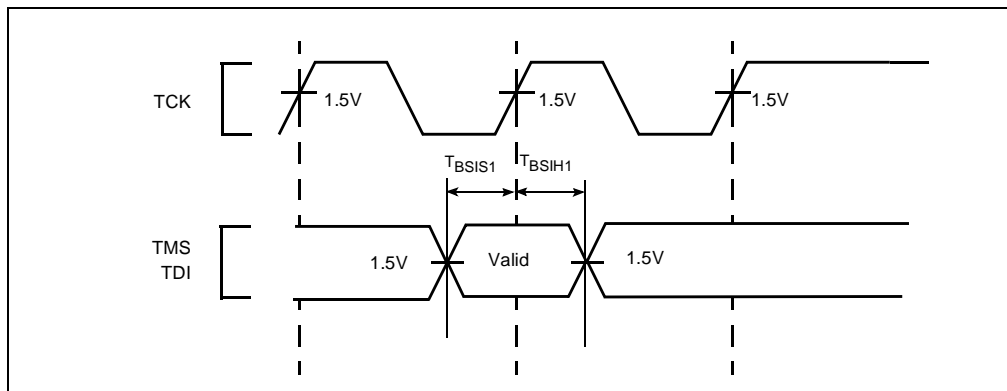 TCK
1.5V
1.5V
1.5V
TBSIS1
TBSIH1
TMS
TDI
1.5V
Valid
1.5V